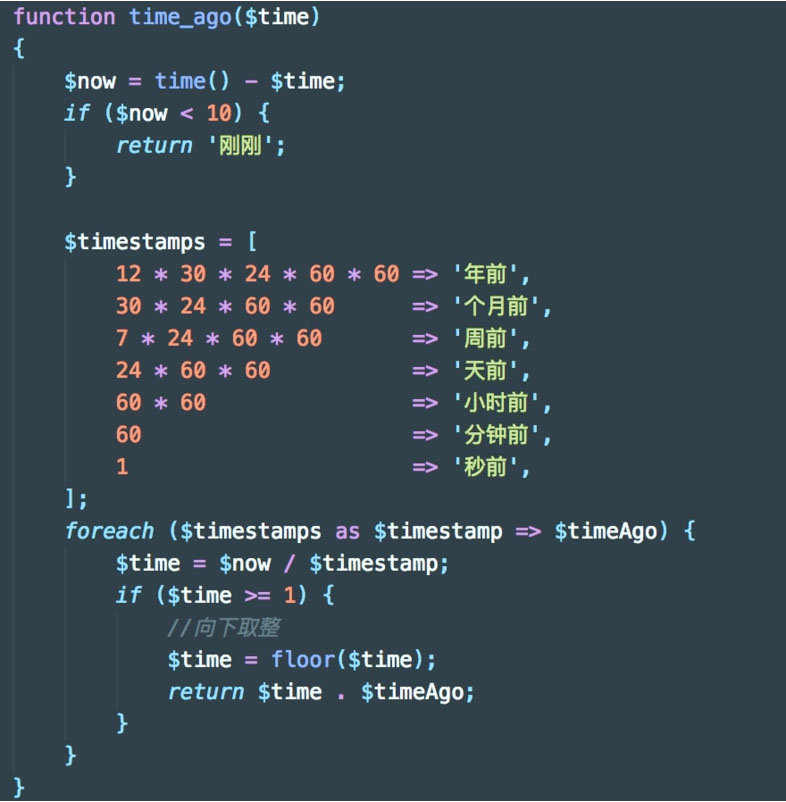 function time_ago($time)
{
    $now = time() - $time;
    if ($now < 10) {
        return '刚刚';
    }

    $timestamps = [
        12 * 30 * 24 * 60 * 60 => '年前',
        30 * 24 * 60 * 60      => '个月前',
        7 * 24 * 60 * 60       => '周前',
        24 * 60 * 60           => '天前',
        60 * 60                => '小时前',
        60                     => '分钟前',
        1                      => '秒前',
    ];
    foreach ($timestamps as $timestamp => $timeAgo) {
        $time = $now / $timestamp;
        if ($time >= 1) {
            //向下取整
            $time = floor($time);
            return $time . $timeAgo;
        }
    }
}